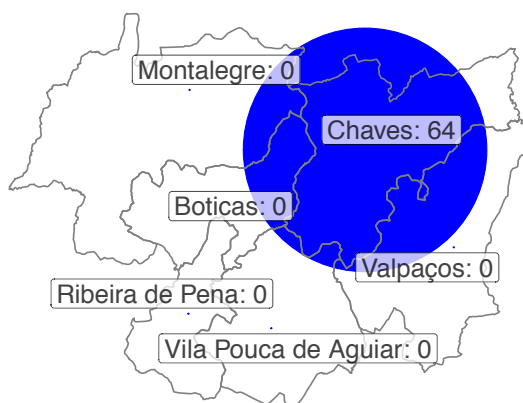 Montalegre: 0
Chaves: 64
Boticas: 0
Valpaços: 0
Ribeira de Pena: 0
Vila Pouca de Aguiar: 0